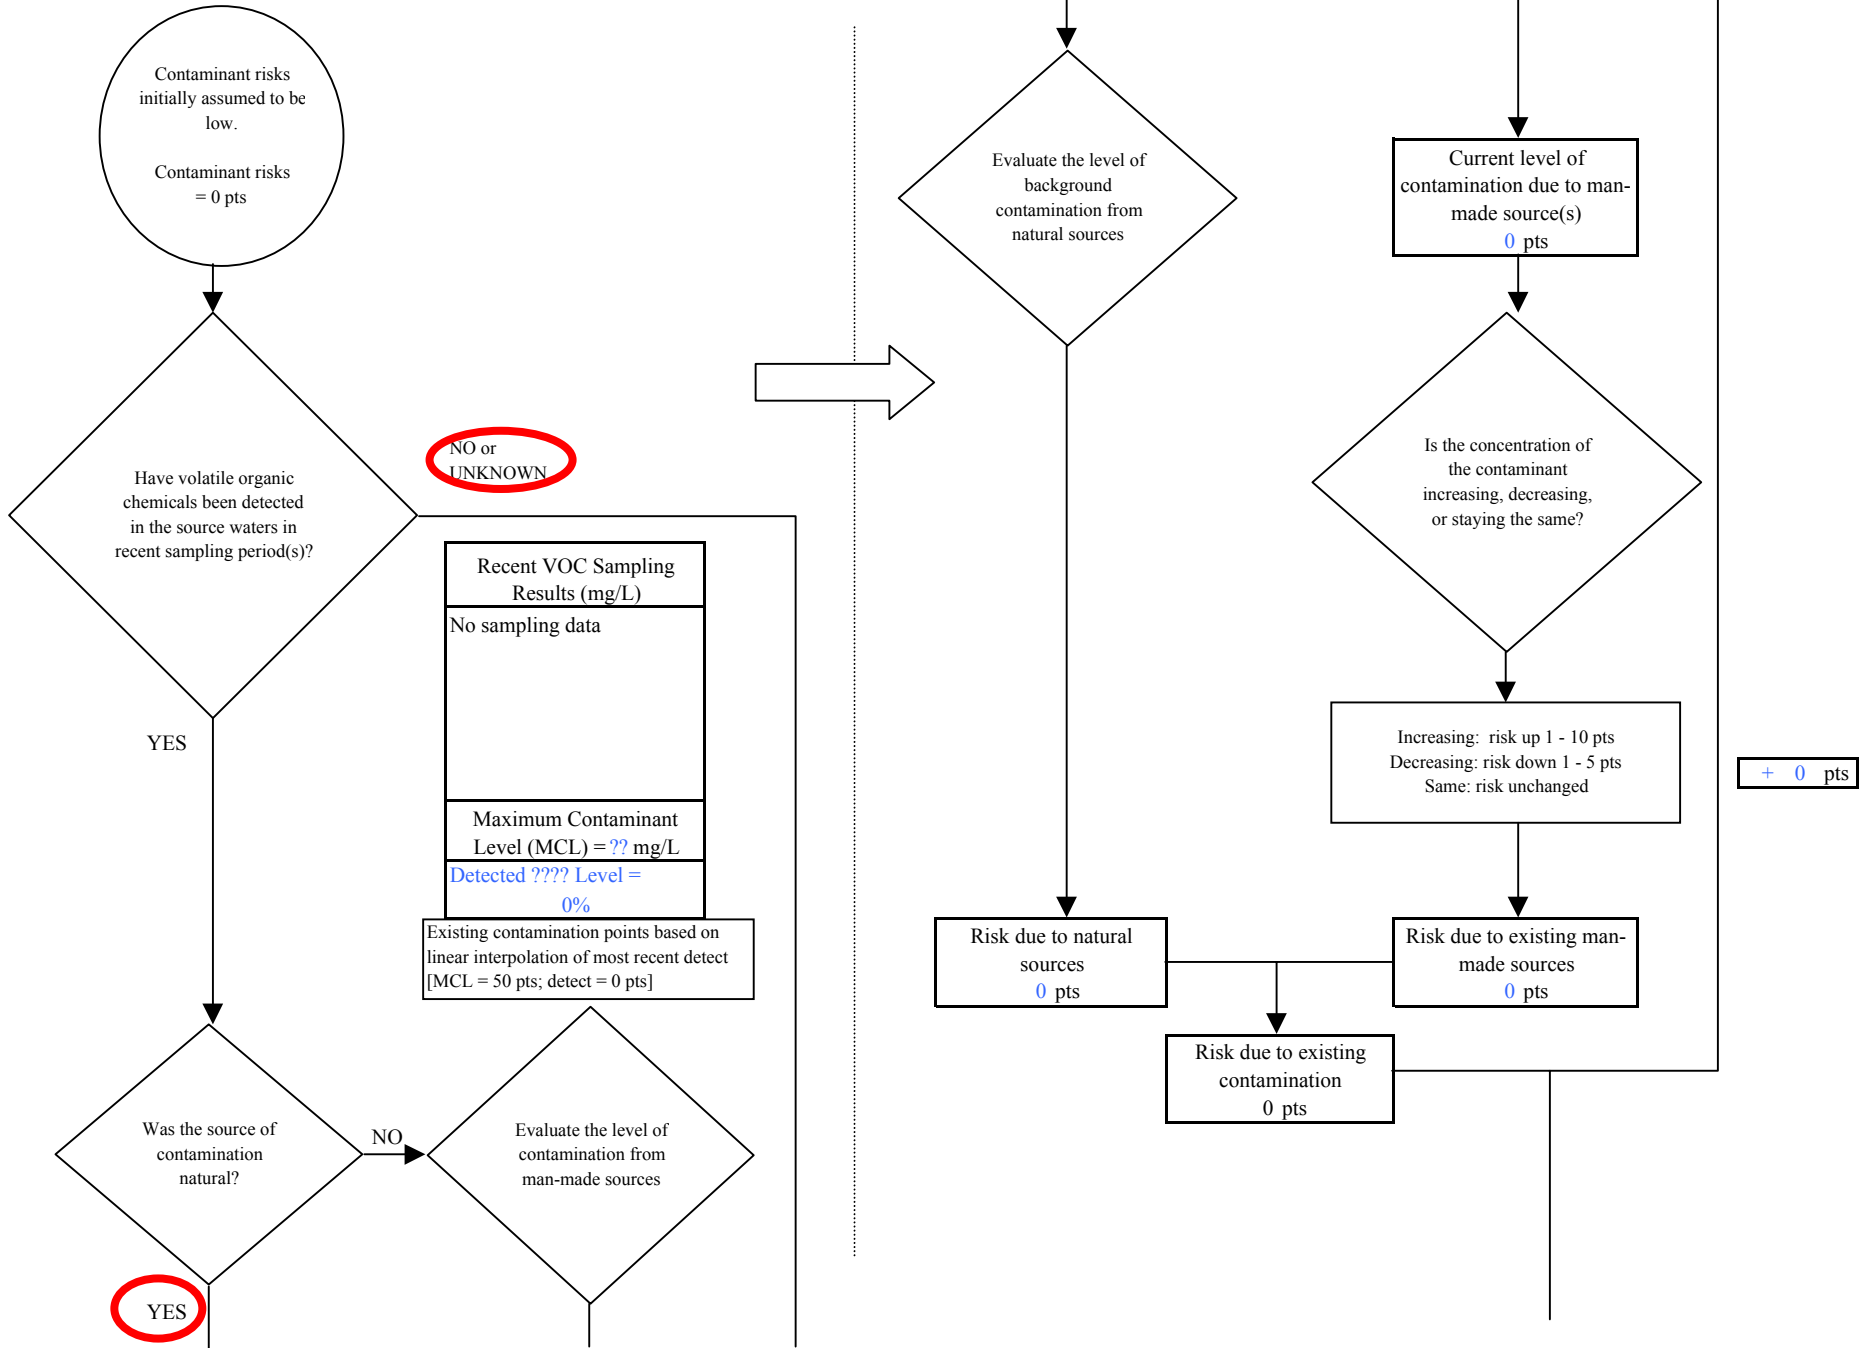 Contaminant risks
initially assumed to be
low.
Contaminant risks
= 0 pts
Have volatile organic
chemicals been detected
in the source waters in
recent sampling period(s)?
NO or
UNKNOWN
YES
Recent VOC Sampling
Results (mg/L)
No sampling data
Maximum Contaminant
Level (MCL) = ?? mg/L
Detected ???? Level =
0%
Existing contamination points based on
linear interpolation of most recent detect
[MCL = 50 pts; detect = 0 pts]
Was the source of
contamination
natural?
NO
Evaluate the level of
contamination from
man-made sources
YES
Evaluate the level of
background
contamination from
natural sources
Current level of
contamination due to man-
made source(s)
0 pts
Is the concentration of
the contaminant
increasing, decreasing,
or staying the same?
Increasing: risk up 1 - 10 pts
Decreasing: risk down 1 - 5 pts
Same: risk unchanged
+ 0 pts
Risk due to natural
sources
0 pts
Risk due to existing man-
made sources
0 pts
Risk due to existing
contamination
0 pts